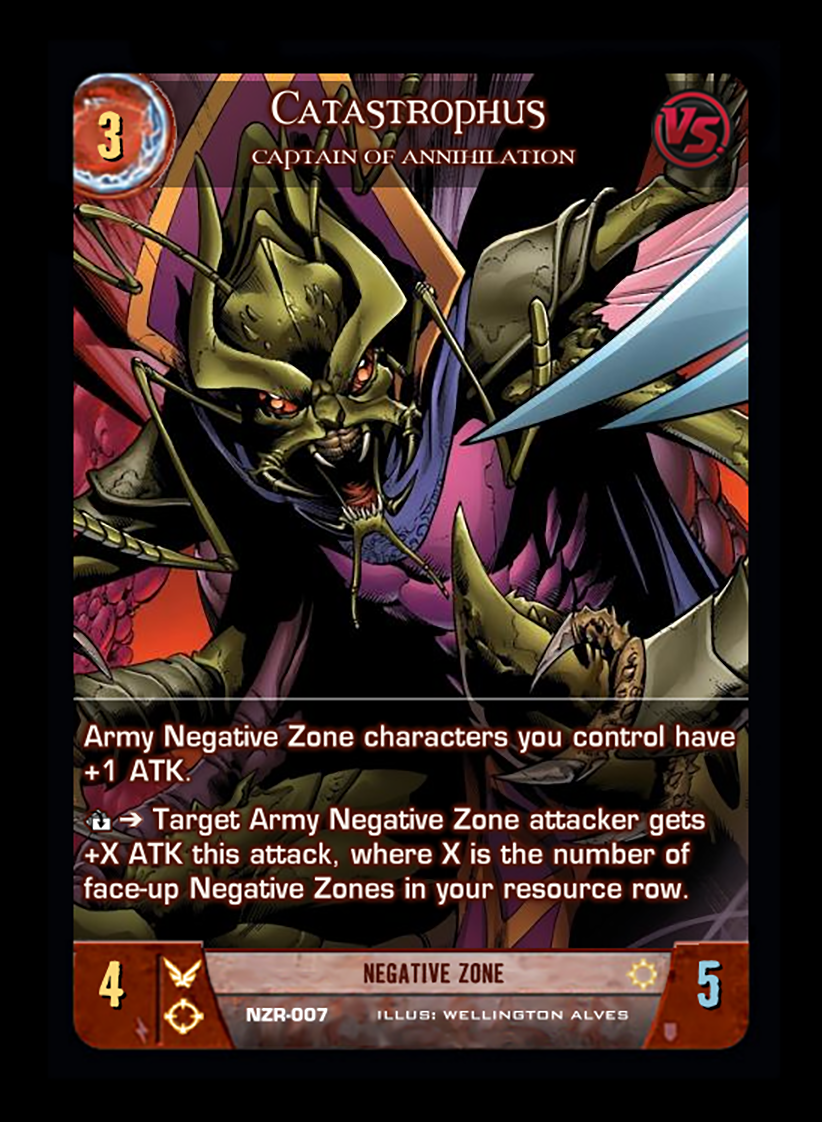 3
Catastrophus
VS.
Captain of Annihilation
Army Negative Zone characters you control have
+1 ATK.
➔ Target Army Negative Zone attacker gets
+X ATK this attack, where X is the number of
face-up Negative Zones in your resource row.
4
NEGATIVE ZONE
5
NZR-007 ILLUS: WELLINGTON ALVES